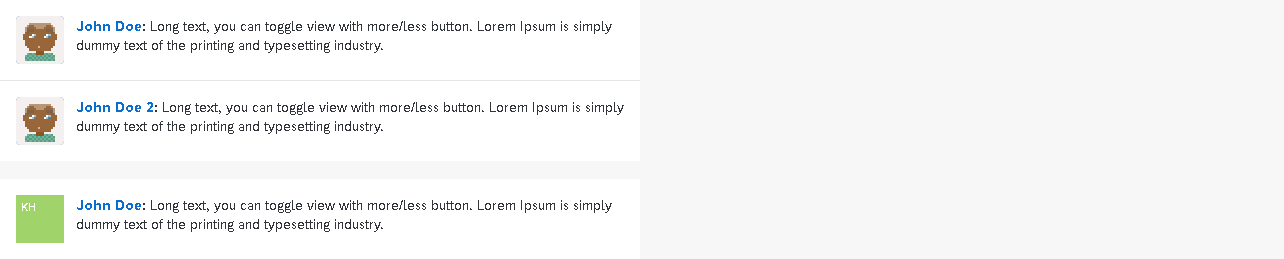 John Doe: Long text, you can toggle view with more/less button. Lorem Ipsum is simply
dummy text of the printing and typesetting industry.
John Doe 2: Long text, you can toggle view with more/less button. Lorem Ipsum is simply
dummy text of the printing and typesetting industry.
KH
John Doe: Long text, you can toggle view with more/less button. Lorem Ipsum is simply
dummy text of the printing and typesetting industry.